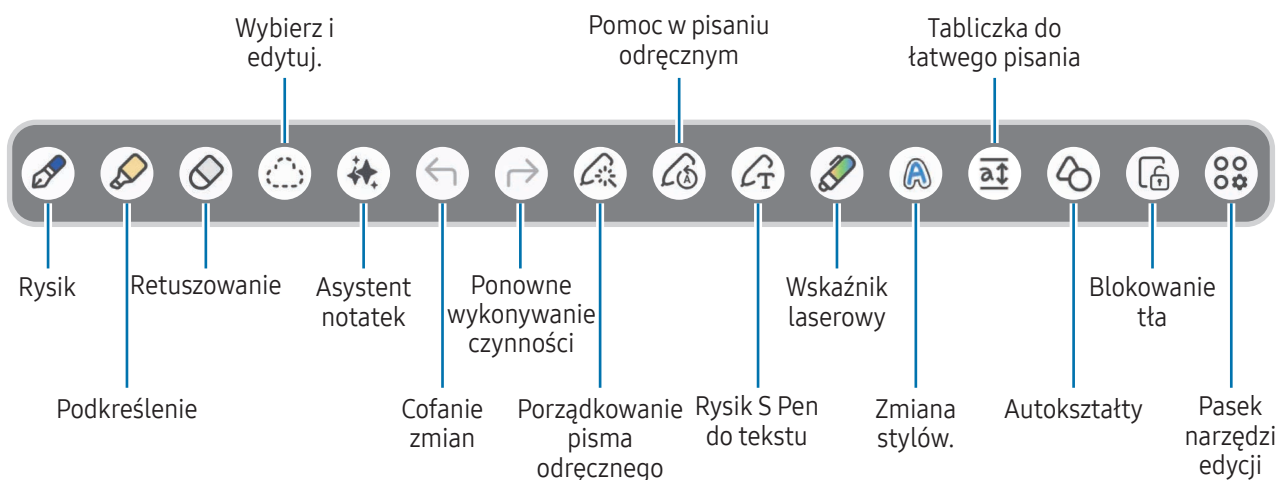 Wybierz i
edytuj.
Pomoc w pisaniu
odręcznym
Tabliczka do
łatwego pisania
Rysik
Retuszowanie
Asystent
notatek
Ponowne
wykonywanie
czynności
Wskaźnik
laserowy
Blokowanie
tła
Podkreślenie
Cofanie
zmian
Porządkowanie
pisma
odręcznego
Rysik S Pen
do tekstu
Zmiana
stylów.
Autokształty
Pasek
narzędzi
edycji